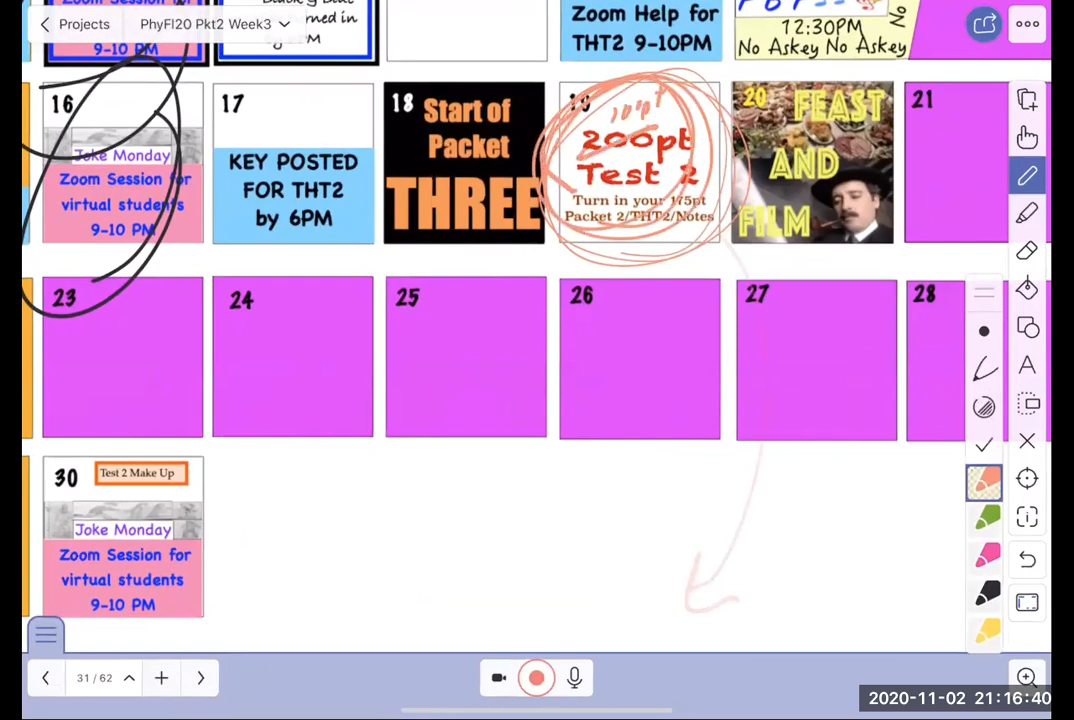 Projects
PhyFl20 Pkt2 Week3
9-10 PM
rned in
Zoom Help for
THT2 9-10PM
12:30PM
No Askey No Askey
No
16
Joke Monday
Zoom Session for
virtual students
9-10 PM
17
KEY POSTED
FOR THT2
by 6PM
18 Start of
Packet
THREE
19
200pt
Test 2
Turn in your 175pt
Packet 2/THT2/Notes
20 FEAST
AND
FILM
21
23
24
25
26
27
28
30 Test 2 Make Up
Joke Monday
Zoom Session for
virtual students
9-10 PM
31 / 62
2020-11-02 21:16:40